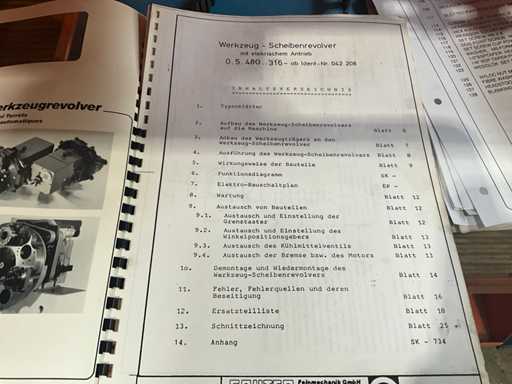 erkzeugrevolver
ol Turrets
automatiques
Werkzeug - Scheibenrevolver
mit elektrischem Antrieb
0.5.480..316- ab Ident-Nr. 042 206
INHALTSVERZEICHNIS
1. Typenblätter
2. Aufbau des Werkzeug-Scheibenrevolvers
auf die Maschine Blatt 6
3. Anbau des Werkzeugträgers an den
Werkzeug-Scheibenrevolver Blatt 7
4. Ausführung des Werkzeug-Scheibenrevolvers Blatt 8
5. Wirkungsweise der Bauteile Blatt 9
6. Funktionsdiagramm SK -
7. Elektro-Bauschaltplan EP -
8. Wartung Blatt 12
9. Austausch von Bauteilen Blatt 12
9.1. Austausch und Einstellung der
Grenztaster Blatt 12
9.2. Austausch und Einstellung des
Winkelpositionsgebers Blatt 13
9.3. Austausch des Kühlmittelventils Blatt 13
9.4. Austausch der Bremse bzw. des Motors Blatt 13
10. Demontage und Wiedermontage des
Werkzeug-Scheibenrevolvers Blatt 14
11. Fehler, Fehlerquellen und deren
Beseitigung Blatt 16
12. Ersatzteilliste Blatt 18
13. Schnittzeichnung Blatt 25
14. Anhang SK - 734
SAUTER Feinmechanik GmbH